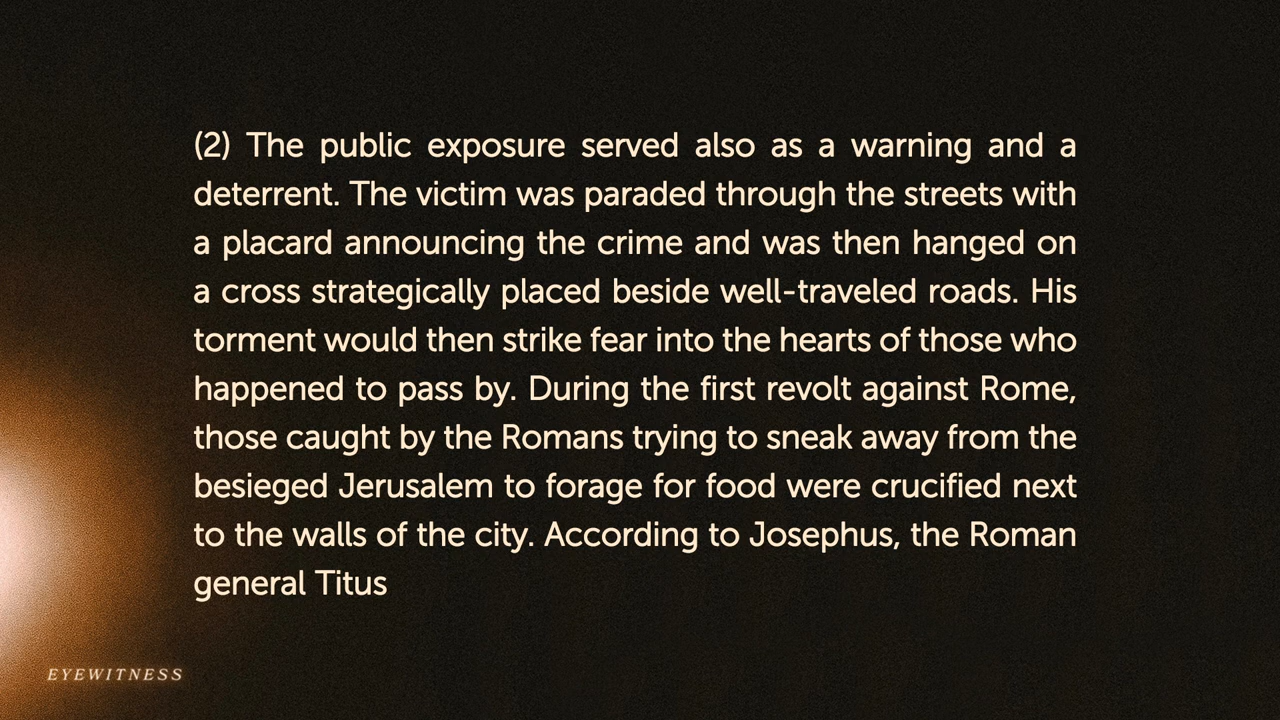 (2) The public exposure served also as a warning and a
deterrent. The victim was paraded through the streets with
a placard announcing the crime and was then hanged on
a cross strategically placed beside well-traveled roads. His
torment would then strike fear into the hearts of those who
happened to pass by. During the first revolt against Rome,
those caught by the Romans trying to sneak away from the
besieged Jerusalem to forage for food were crucified next
to the walls of the city. According to Josephus, the Roman
general Titus
EYEWITNESS